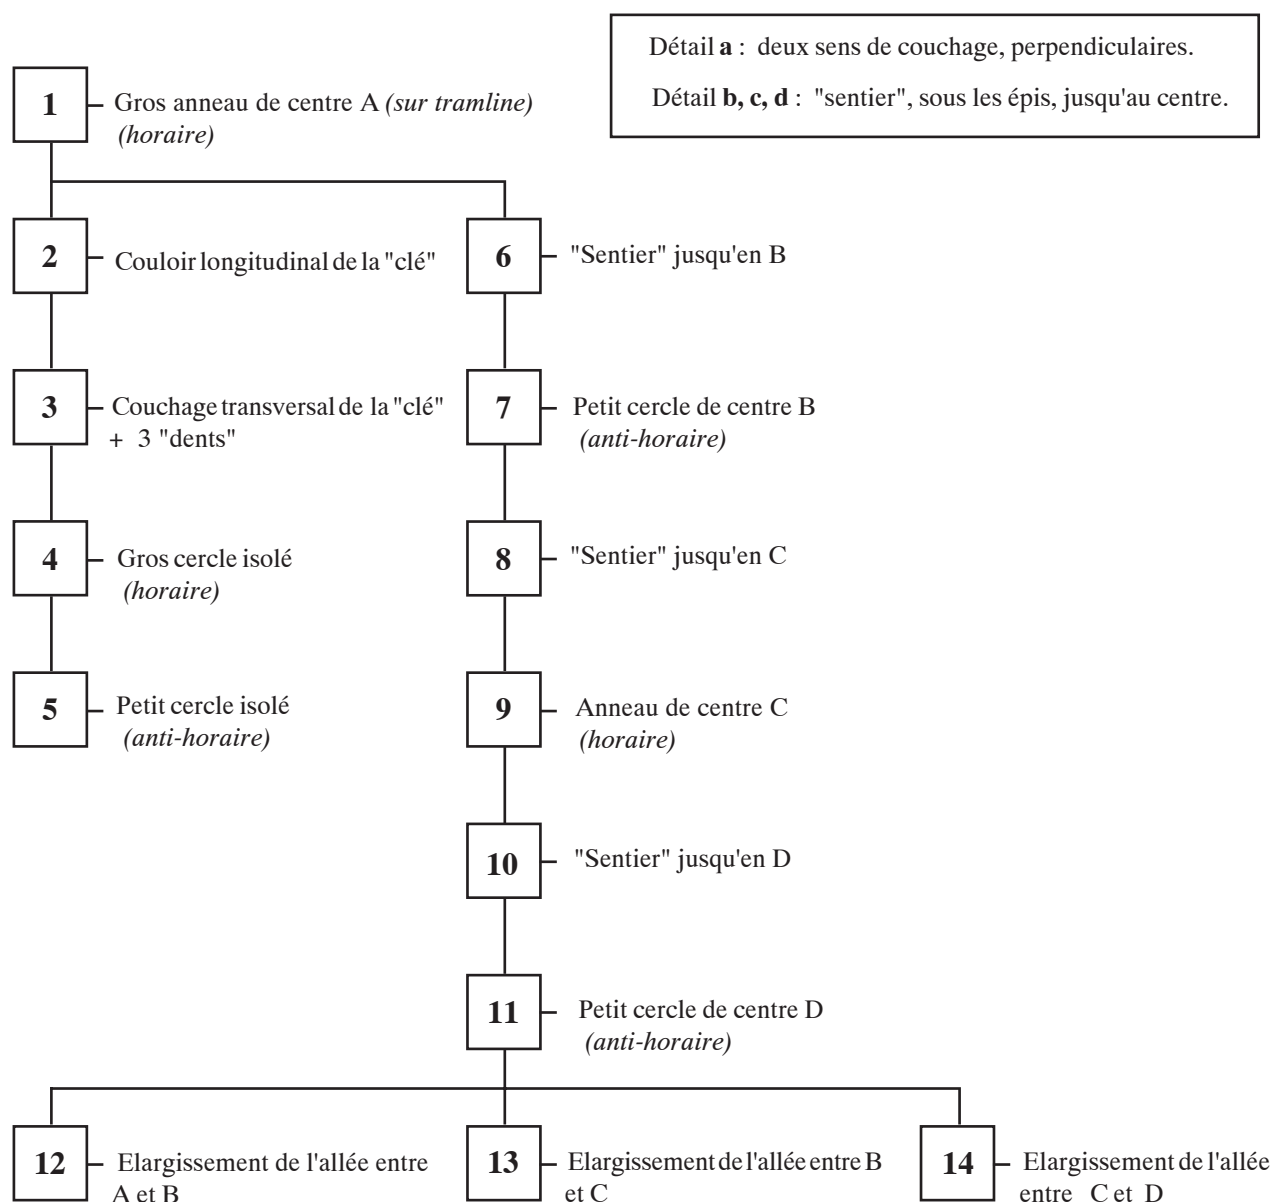 Détail a : deux sens de couchage, perpendiculaires.
Détail b, c, d : "sentier", sous les épis, jusqu'au centre.
1
Gros anneau de centre A (sur tramline)
(horaire)
2
Couloir longitudinal de la "clé"
6
"Sentier" jusqu'en B
3
Couchage transversal de la "clé"
+ 3 "dents"
7
Petit cercle de centre B
(anti-horaire)
4
Gros cercle isolé
(horaire)
8
"Sentier" jusqu'en C
5
Petit cercle isolé
(anti-horaire)
9
Anneau de centre C
(horaire)
10
"Sentier" jusqu'en D
11
Petit cercle de centre D
(anti-horaire)
12
Elargissement de l'allée entre
A et B
13
Elargissement de l'allée entre B
et C
14
Elargissement de l'allée
entre C et D